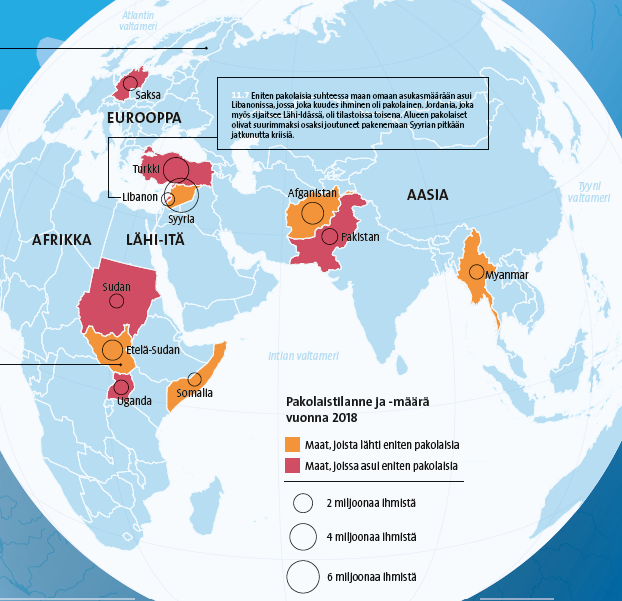 Atlantin
valtameri
Saksa
EUROOPPA
11.7 Eniten pakolaisia suhteessa maan omaan asukasmäärään asui
Libanonissa, jossa joka kuudes ihminen oli pakolainen. Jordania, joka
myös sijaitsee Lähi-Idässä, oli tilastoissa toisena. Alueen pakolaiset
olivat suurimmaksi osaksi joutuneet pakenemaan Syyrian pitkään
jatkunutta kriisiä.
Turkki
Libanon
Syyria
Afganistan
AASIA
Tyyni
valtameri
AFRIKKA
LÄHI-ITÄ
Pakistan
Myanmar
Sudan
Etelä-Sudan
Intian valtameri
Uganda
Somalia
Pakolaistilanne ja -määrä
vuonna 2018
Maat, joista lähti eniten pakolaisia
Maat, joissa asui eniten pakolaisia
2 miljoonaa ihmistä
4 miljoonaa ihmistä
6 miljoonaa ihmistä